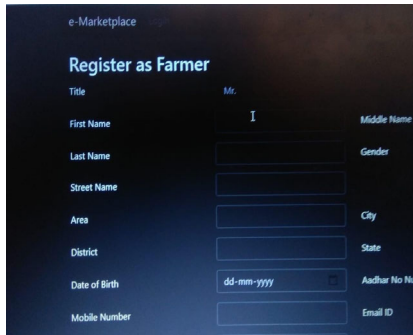 e-Marketplace
Register as Farmer
Title Mr.
First Name Middle Name
Last Name Gender
Street Name
Area City
District State
Date of Birth dd-mm-yyyy Aadhar No
Mobile Number Email ID